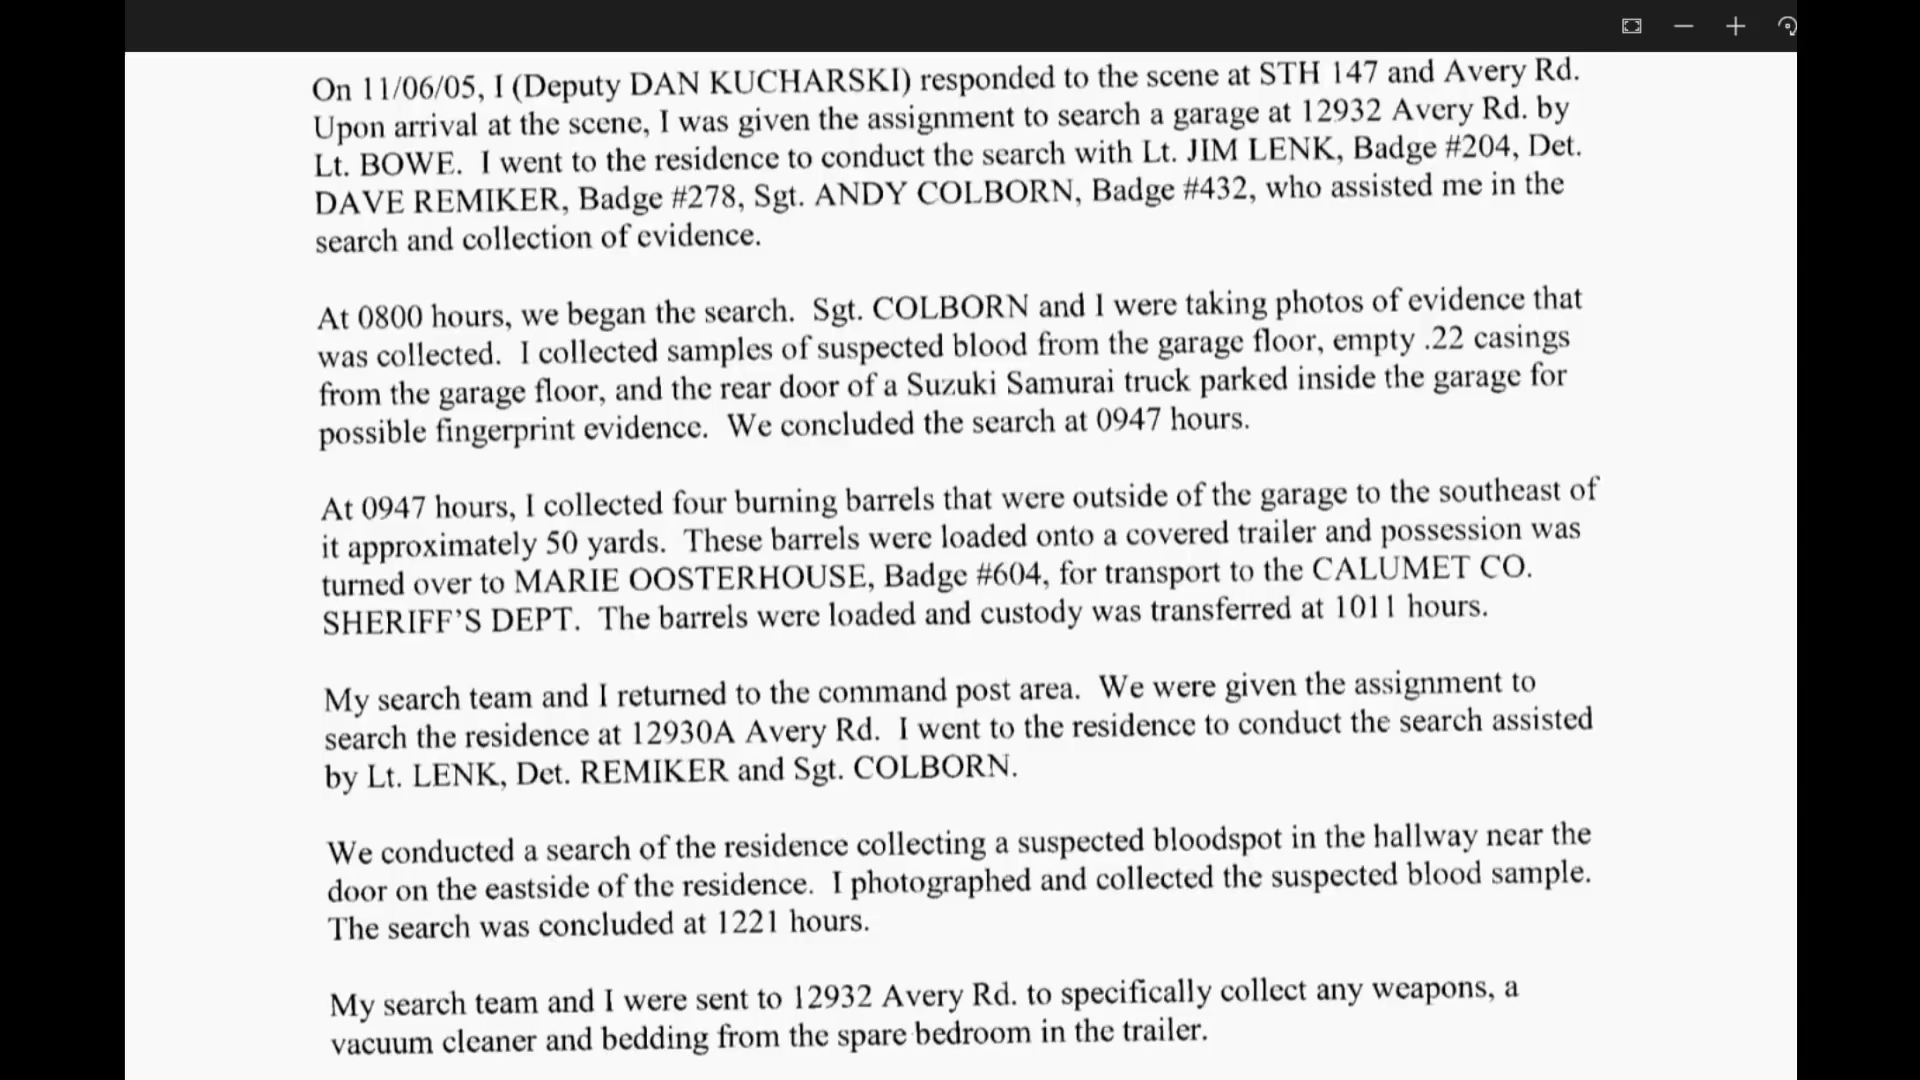 On 11/06/05, I (Deputy DAN KUCHARSKI) responded to the scene at STH 147 and Avery Rd.
Upon arrival at the scene, I was given the assignment to search a garage at 12932 Avery Rd. by
Lt. BOWE.  I went to the residence to conduct the search with Lt. JIM LENK, Badge #204, Det.
DAVE REMIKER, Badge #278, Sgt. ANDY COLBORN, Badge #432, who assisted me in the
search and collection of evidence.
At 0800 hours, we began the search.  Sgt. COLBORN and I were taking photos of evidence that
was collected.  I collected samples of suspected blood from the garage floor, empty .22 casings
from the garage floor, and the rear door of a Suzuki Samurai truck parked inside the garage for
possible fingerprint evidence.  We concluded the search at 0947 hours.
At 0947 hours, I collected four burning barrels that were outside of the garage to the southeast of
it approximately 50 yards.  These barrels were loaded onto a covered trailer and possession was
turned over to MARIE OOSTERHOUSE, Badge #604, for transport to the CALUMET CO.
SHERIFF'S DEPT.  The barrels were loaded and custody was transferred at 1011 hours.
My search team and I returned to the command post area.  We were given the assignment to
search the residence at 12930A Avery Rd.  I went to the residence to conduct the search assisted
by Lt. LENK, Det. REMIKER and Sgt. COLBORN.
We conducted a search of the residence collecting a suspected bloodspot in the hallway near the
door on the eastside of the residence.  I photographed and collected the suspected blood sample.
The search was concluded at 1221 hours.
My search team and I were sent to 12932 Avery Rd. to specifically collect any weapons, a
vacuum cleaner and bedding from the spare bedroom in the trailer.